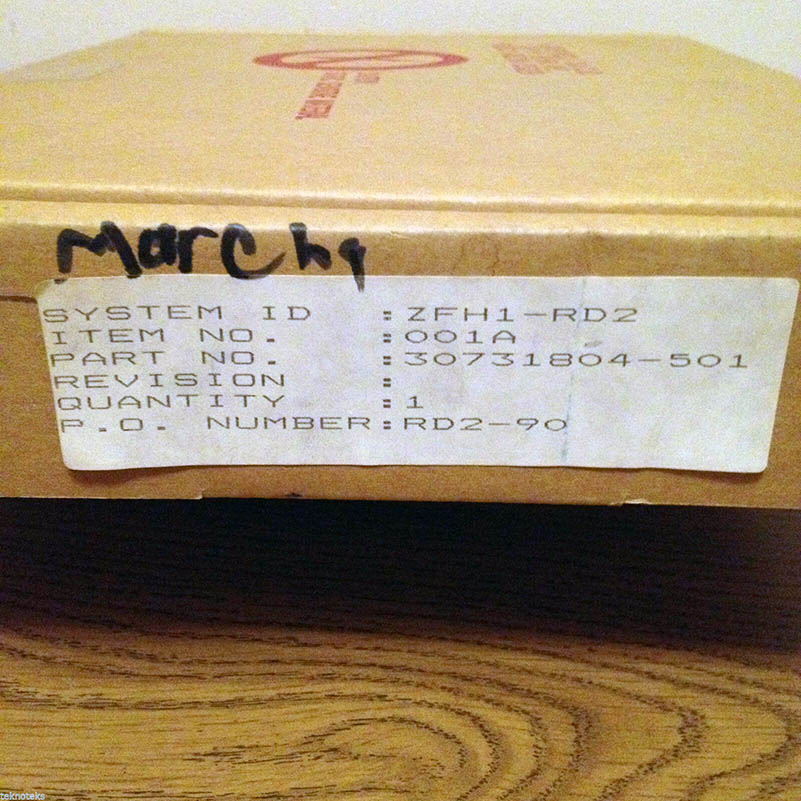 March 9
SYSTEM ID :ZFH1-RD2
ITEM NO. :001A
PART NO. :30731804-501
REVISION :
QUANTITY :1
P.O. NUMBER:RD2-90
teknoteks